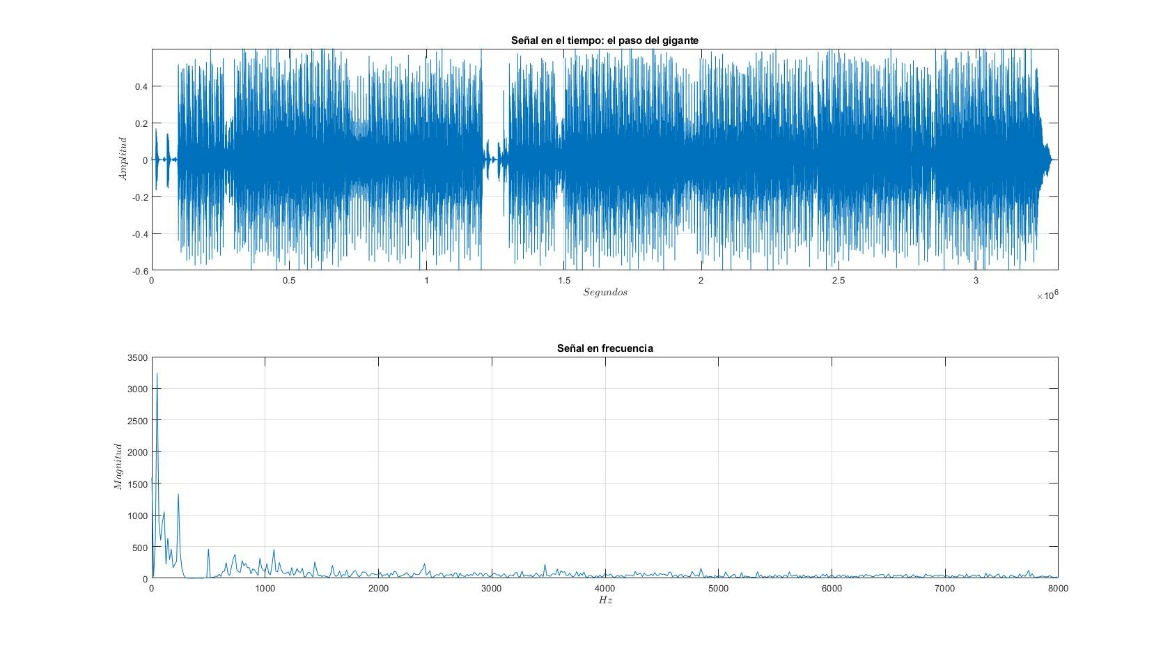 Señal en el tiempo: el paso del gigante
Amplitud
0.4
0.2
0
-0.2
-0.4
-0.6
0 0.5 1 1.5 2 2.5 3
Segundos
×10⁶
Señal en frecuencia
Magnitud
3500
3000
2500
2000
1500
1000
500
0
0 1000 2000 3000 4000 5000 6000 7000 8000
Hz